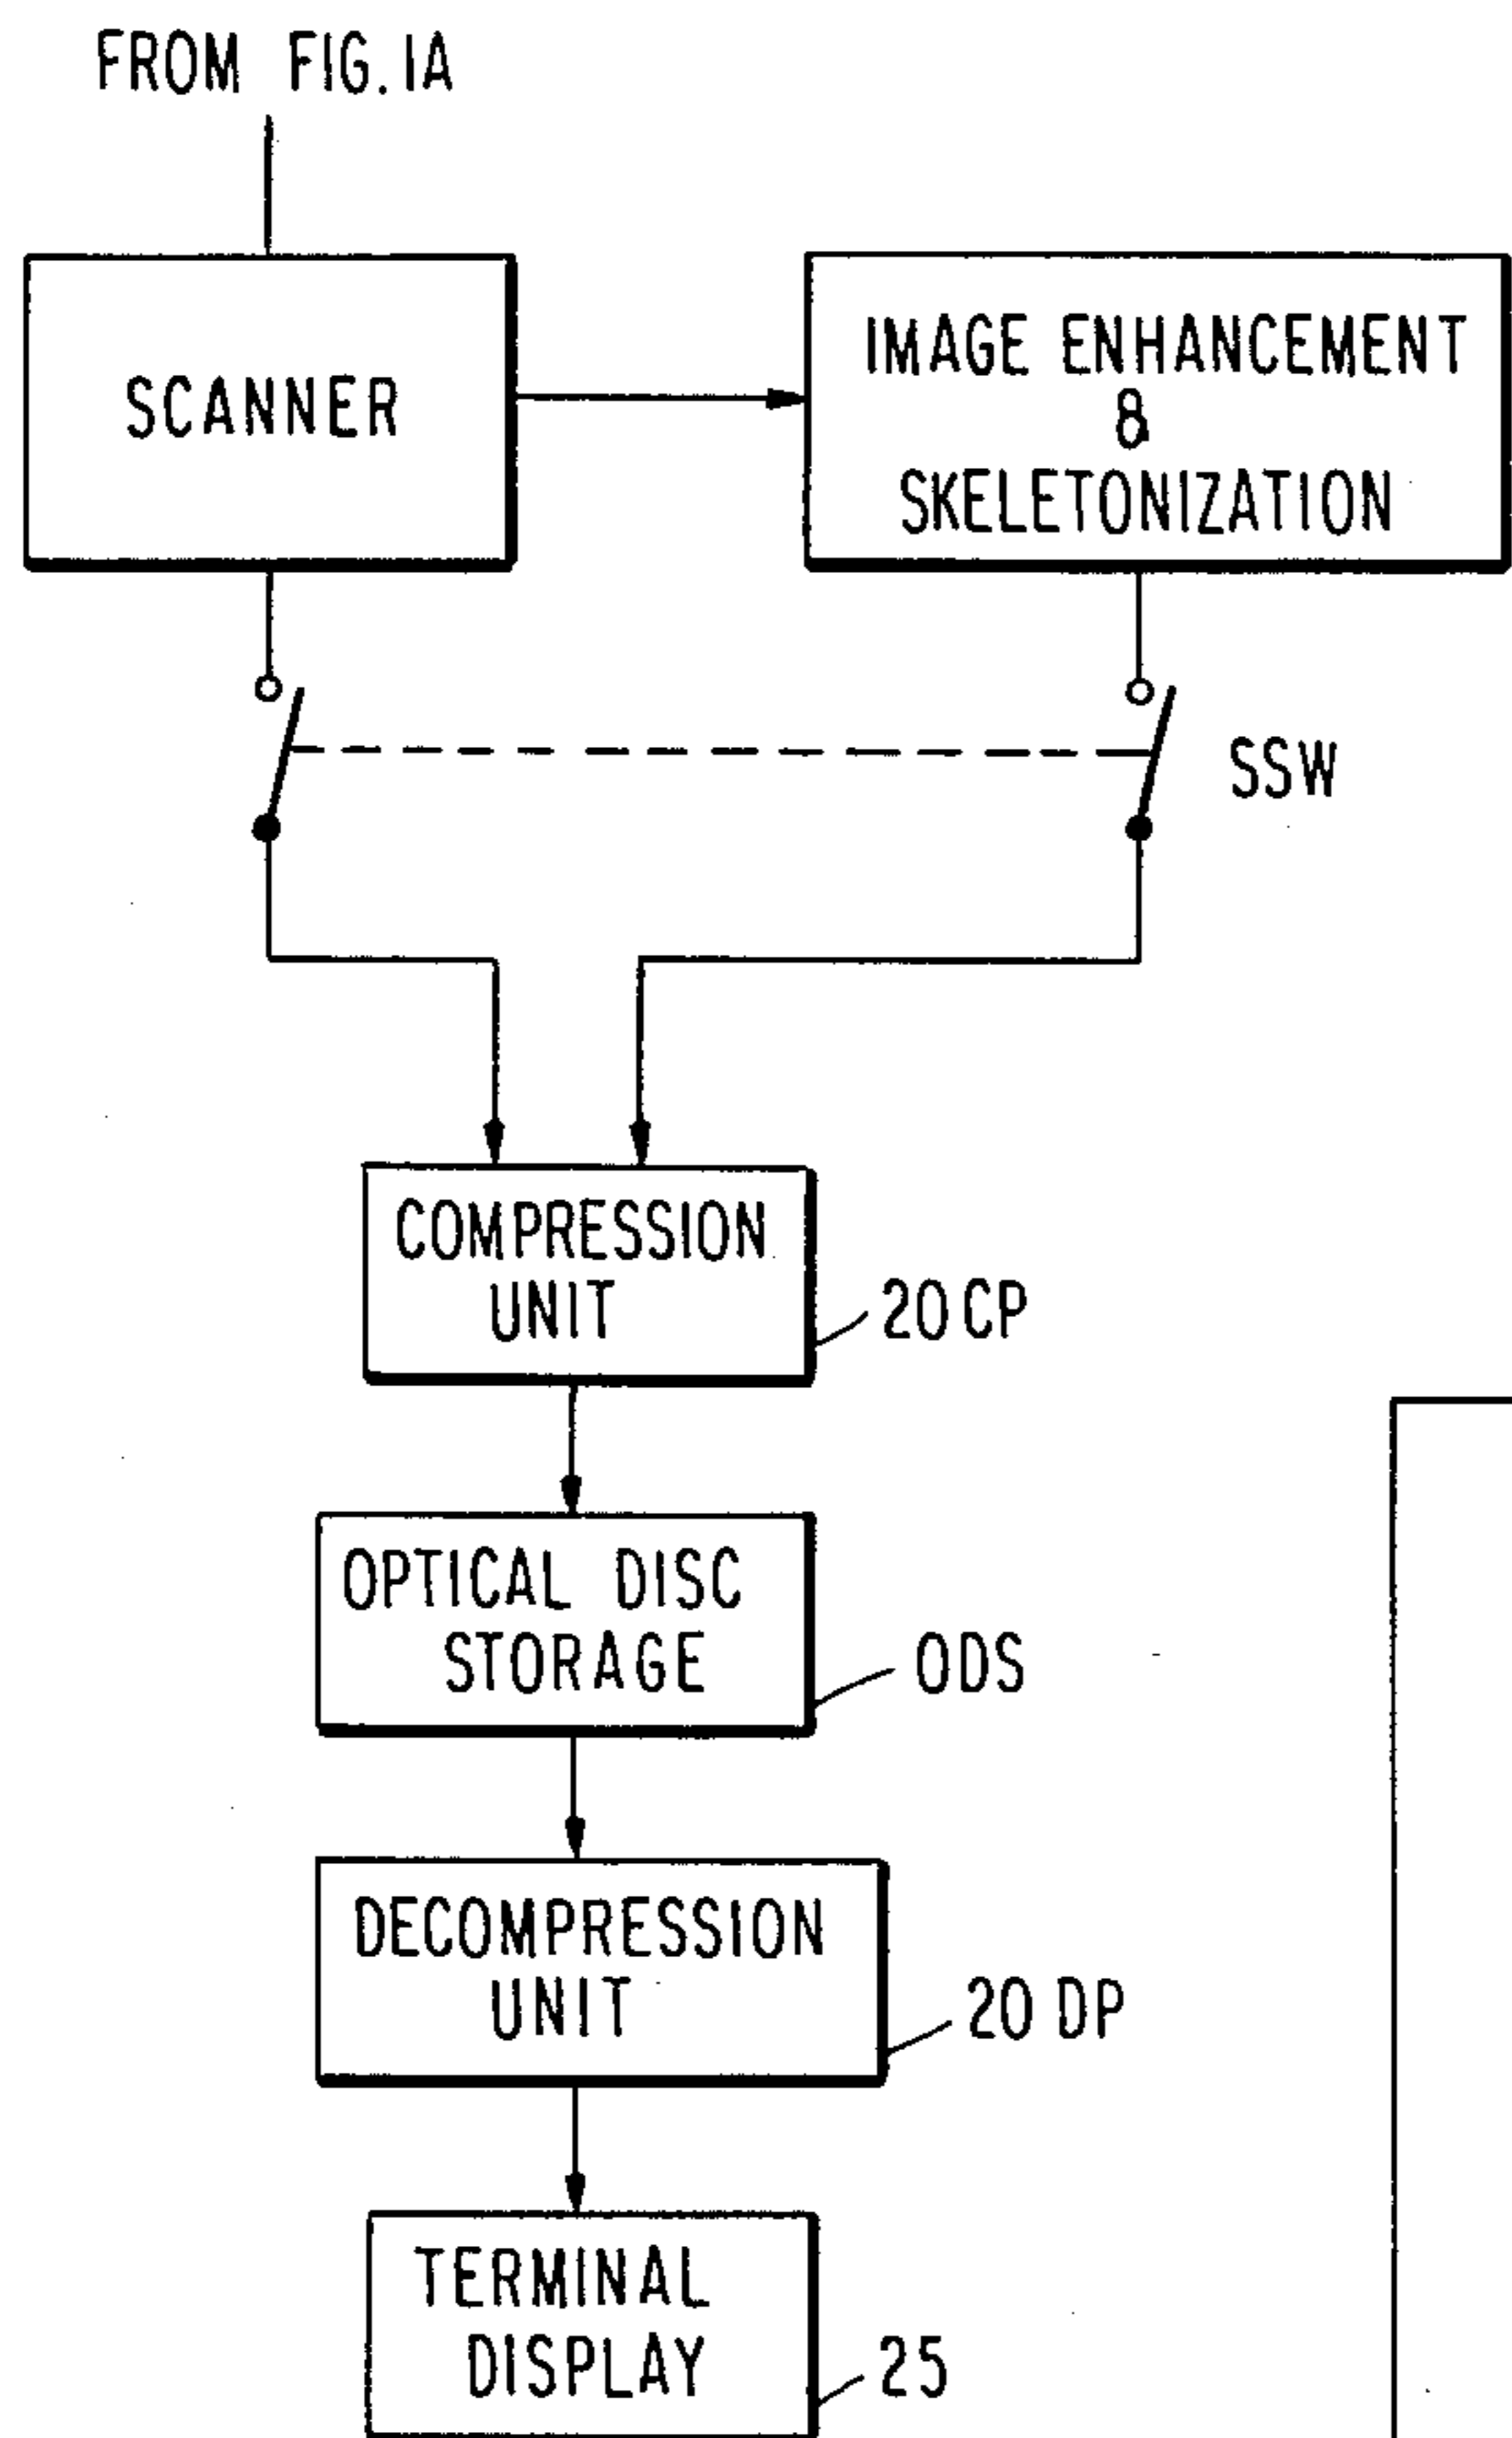 FROM FIG. 1A
SCANNER
IMAGE ENHANCEMENT
&
SKELETONIZATION
SSW
COMPRESSION
UNIT
20 CP
OPTICAL DISC
STORAGE
ODS
DECOMPRESSION
UNIT
20 DP
TERMINAL
DISPLAY
25